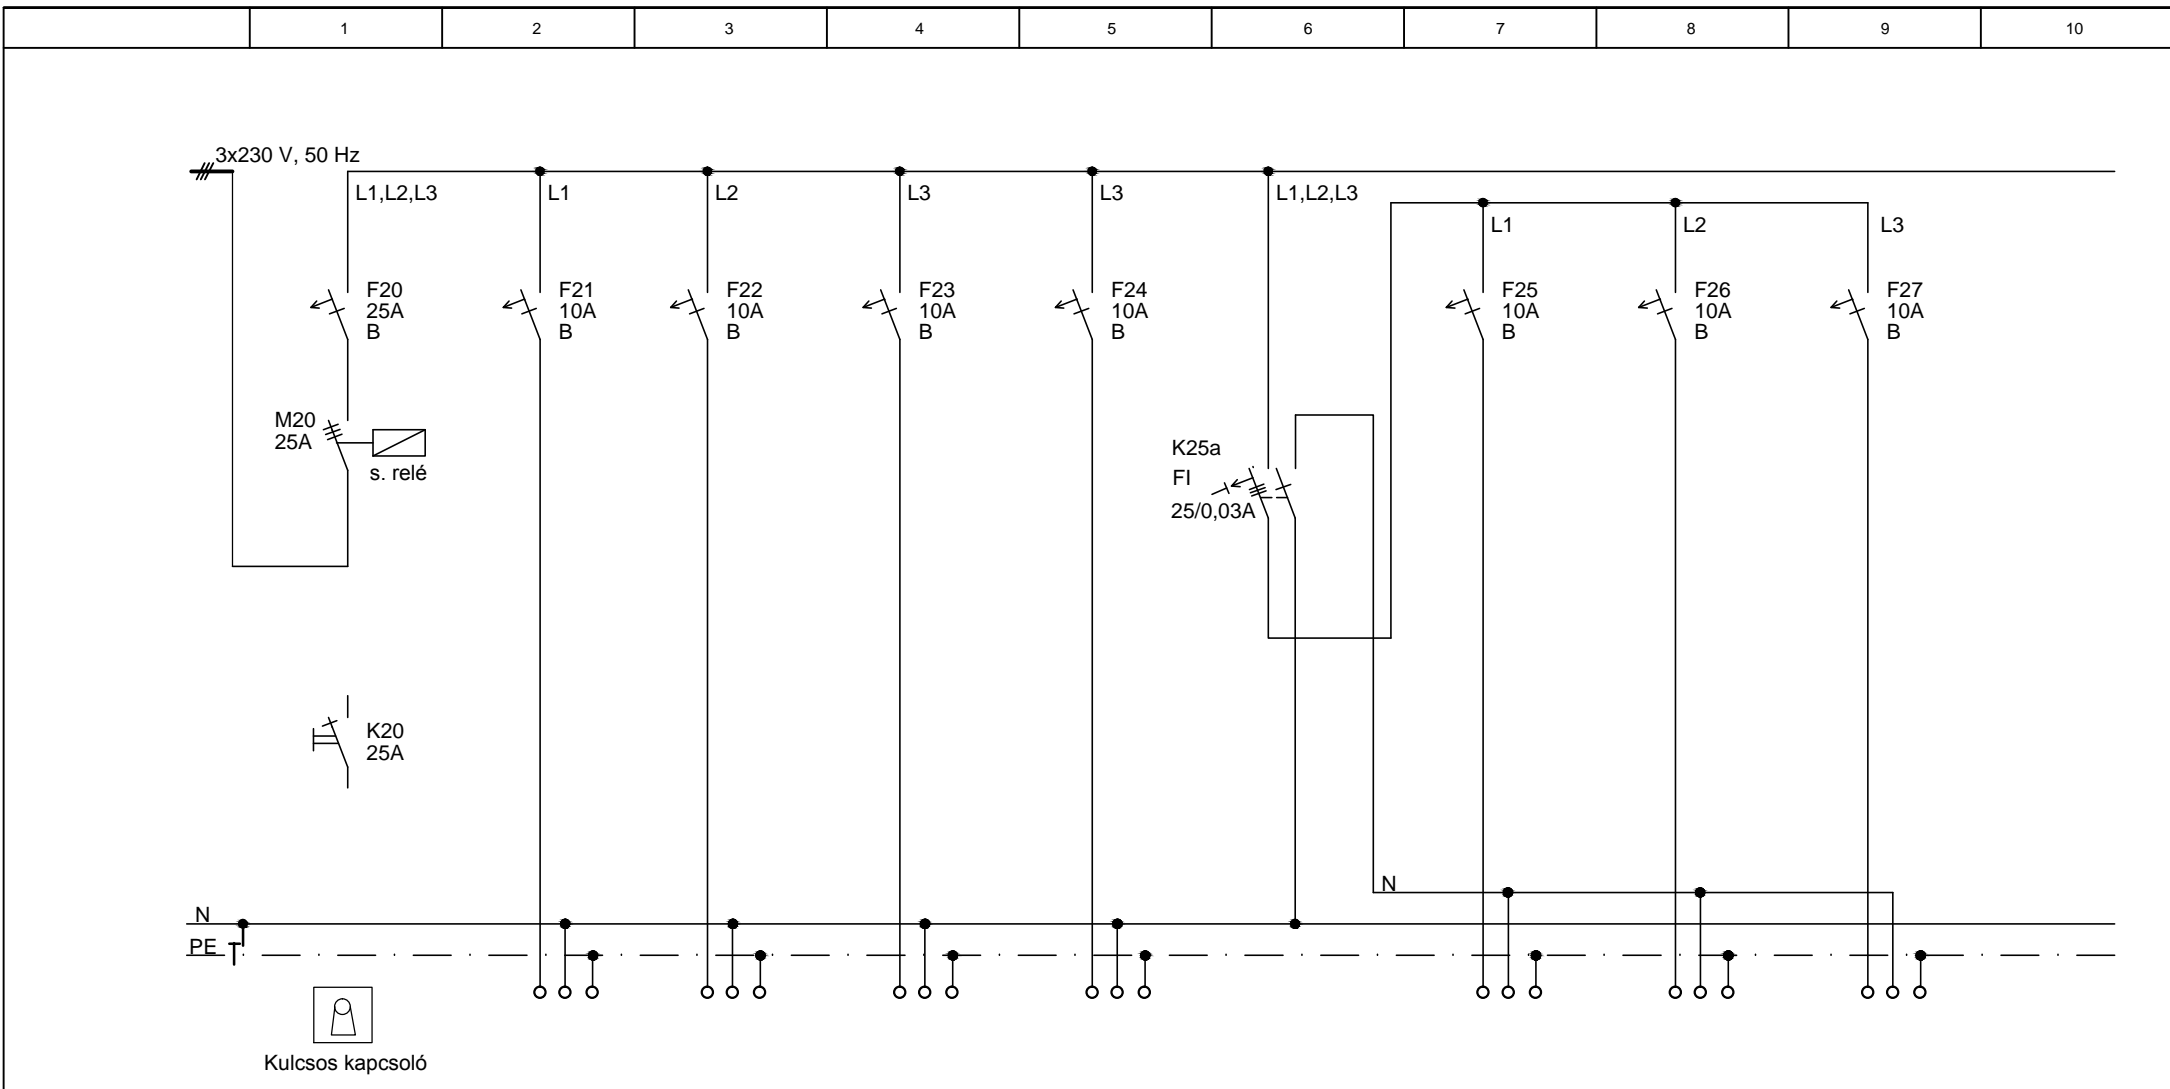 1 2 3 4 5 6 7 8 9 10
3x230 V, 50 Hz
L1,L2,L3 L1 L2 L3 L3 L1,L2,L3
L1 L2 L3
F20 F21 F22 F23 F24 F25 F26 F27
25A 10A 10A 10A 10A 10A 10A 10A
B B B B B B B B
M20
25A
s. relé
K25a
FI
25/0,03A
K20
25A
N
N
PE
Kulcsos kapcsoló